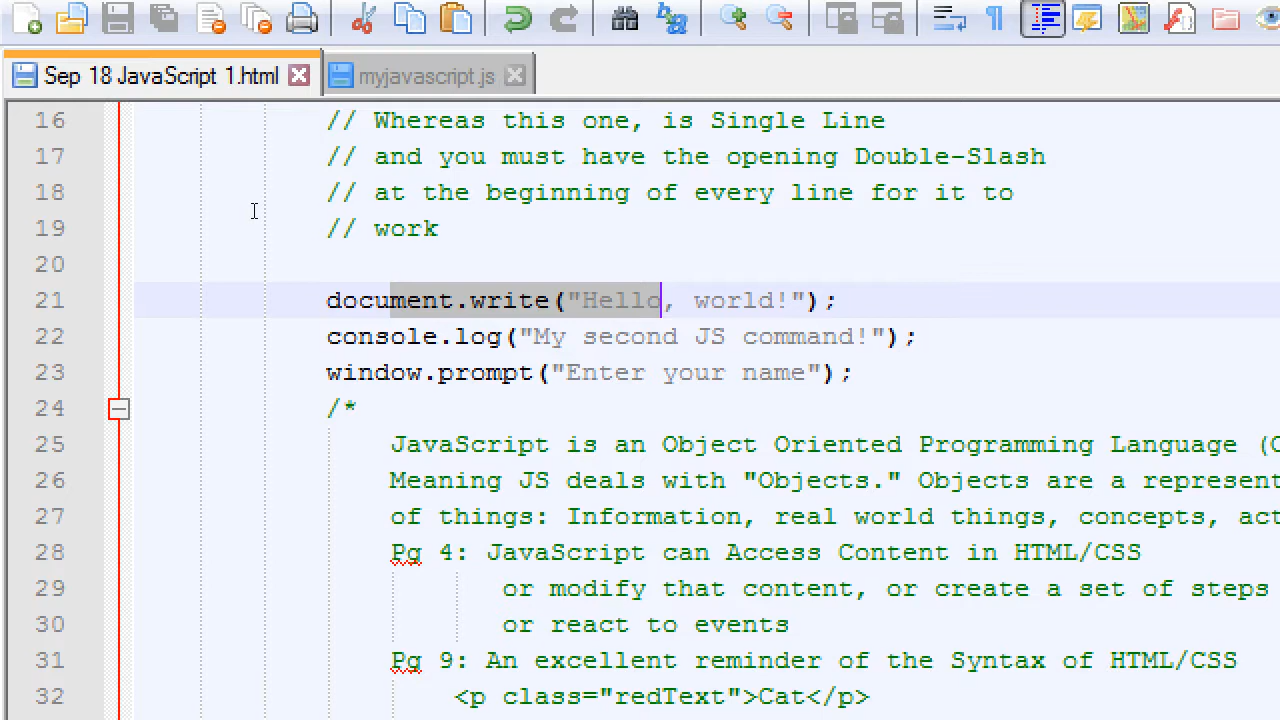 Sep 18 JavaScript 1.html
myjavascript.js
16 // Whereas this one, is Single Line
17 // and you must have the opening Double-Slash
18 // at the beginning of every line for it to
19 // work
20
21 document.write("Hello, world!");
22 console.log("My second JS command!");
23 window.prompt("Enter your name");
24 /*
25 JavaScript is an Object Oriented Programming Language (
26 Meaning JS deals with "Objects." Objects are a represent
27 of things: Information, real world things, concepts, act
28 Pg 4: JavaScript can Access Content in HTML/CSS
29 or modify that content, or create a set of steps
30 or react to events
31 Pg 9: An excellent reminder of the Syntax of HTML/CSS
32 <p class="redText">Cat</p>